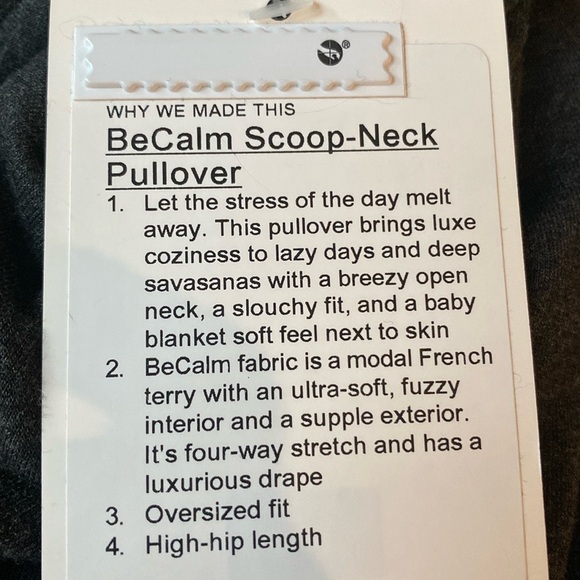 WHY WE MADE THIS
BeCalm Scoop-Neck
Pullover
1. Let the stress of the day melt
away. This pullover brings luxe
coziness to lazy days and deep
savasanas with a breezy open
neck, a slouchy fit, and a baby
blanket soft feel next to skin
2. BeCalm fabric is a modal French
terry with an ultra-soft, fuzzy
interior and a supple exterior.
It's four-way stretch and has a
luxurious drape
3. Oversized fit
4. High-hip length